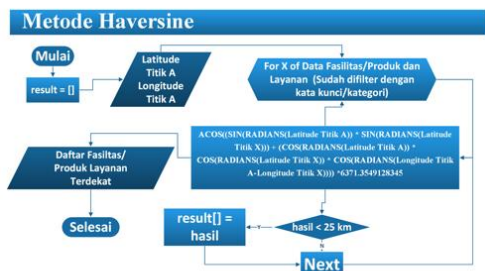 Metode Haversine
Mulai
result = []
Latitude
Titik A
Longitude
Titik A
For X of Data Fasilitas/Produk dan
Layanan (Sudah difilter dengan
kata kunci/kategori)
ACOS((SIN(RADIANS(Latitude Titik A)) * SIN(RADIANS(Latitude
Titik X))) + (COS(RADIANS(Latitude Titik A)) *
COS(RADIANS(Latitude Titik X)) * COS(RADIANS(Longitude Titik
A-Longitude Titik X)))) *6371.3549128345
Daftar Fasiltas/
Produk Layanan
Terdekat
Selesai
hasil < 25 km
Y
result[] =
hasil
N
Next